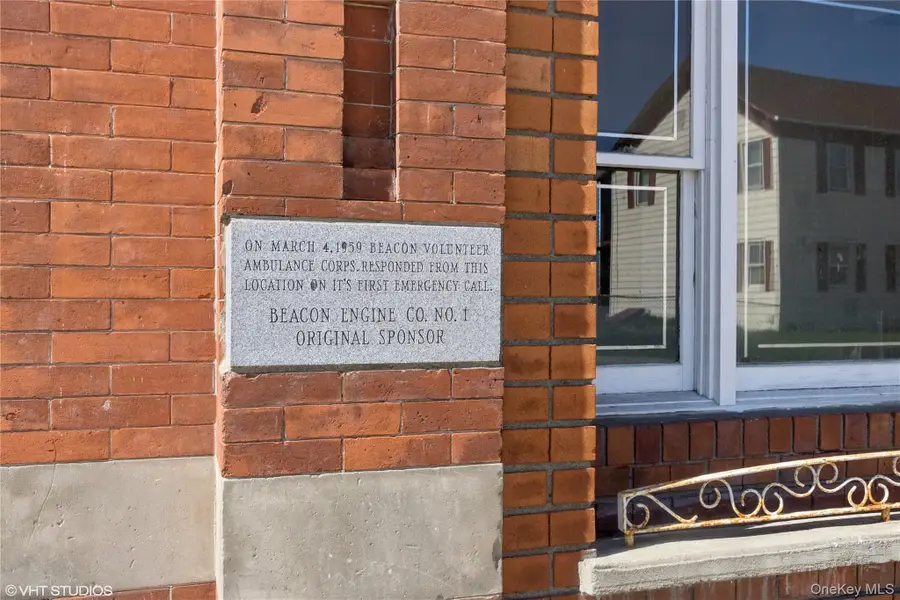 ON MARCH 4, 1959 BEACON VOLUNTEER
AMBULANCE CORPS. RESPONDED FROM THIS
LOCATION ON IT'S FIRST EMERGENCY CALL.
BEACON ENGINE CO. NO. 1
ORIGINAL SPONSOR
©VHT STUDIOS
OneKey MLS